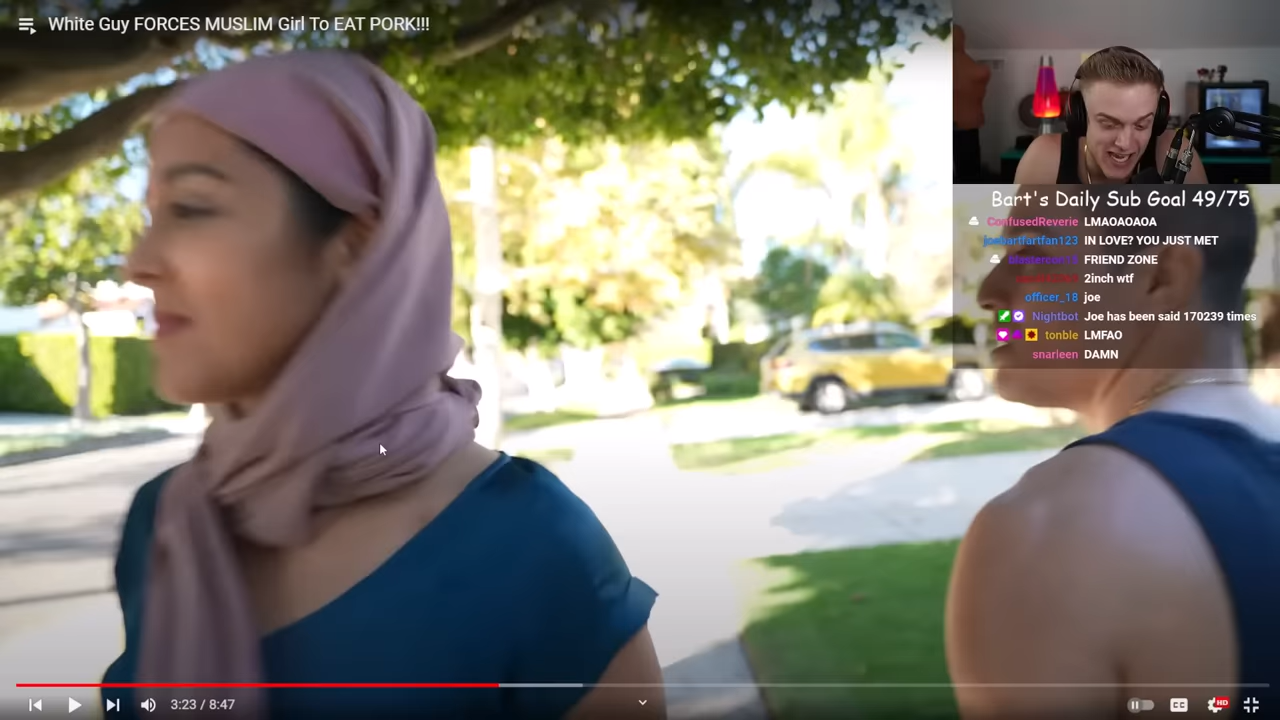 White Guy FORCES MUSLIM Girl To EAT PORK!!!
Bart's Daily Sub Goal 49/75
ConfusedReverie LMAOAOAOA
IN LOVE? YOU JUST MET
FRIEND ZONE
2inch wtf
officer_18 joe
Nightbot Joe has been said 170239 times
tonble LMFAO
snarleen DAMN
3:23 / 8:47
CC
HD